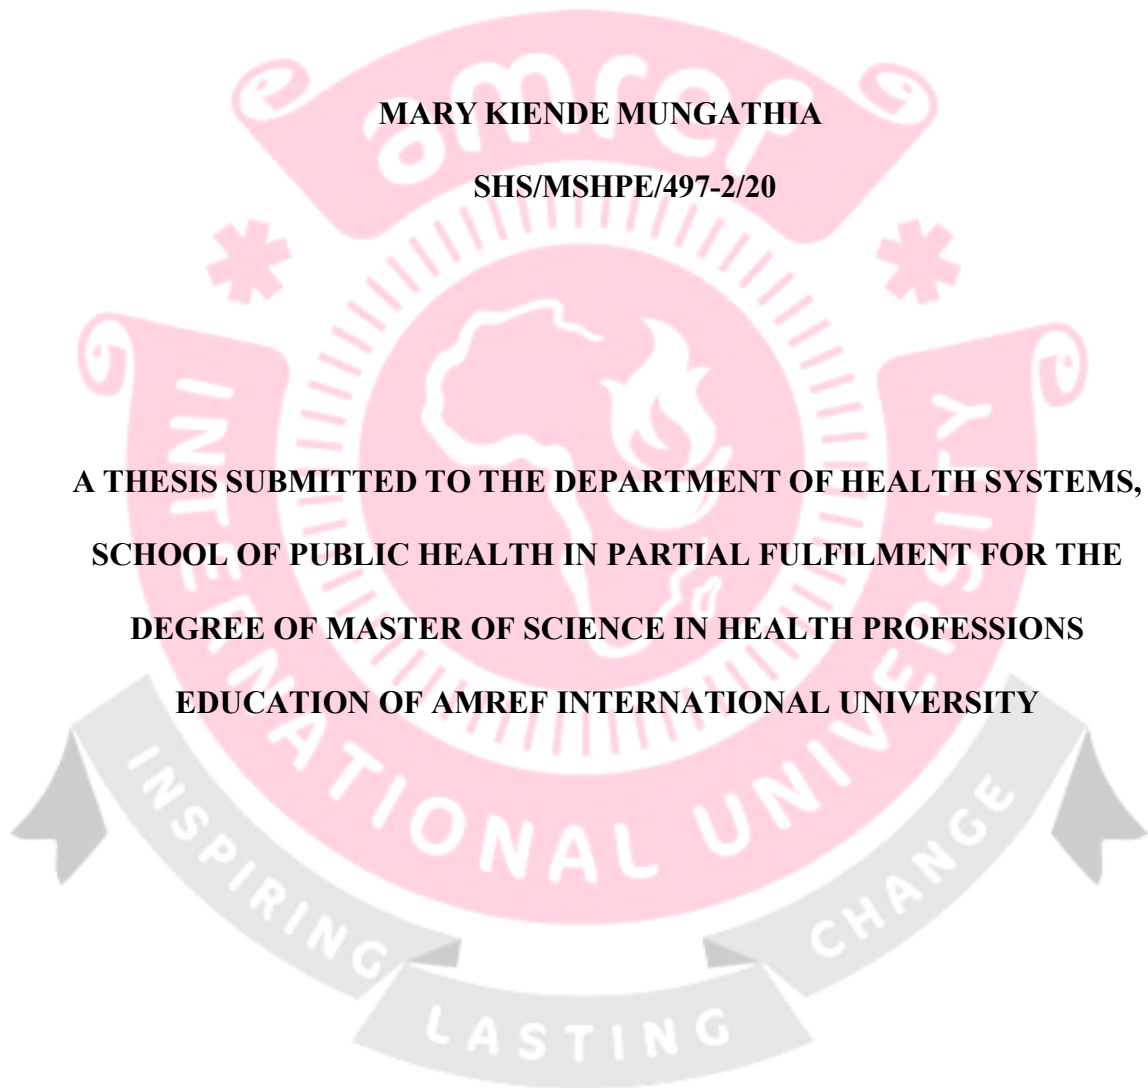 amref
MARY KIENDE MUNGATHIA
SHS/MSHPE/497-2/20
A THESIS SUBMITTED TO THE DEPARTMENT OF HEALTH SYSTEMS,
SCHOOL OF PUBLIC HEALTH IN PARTIAL FULFILMENT FOR THE
DEGREE OF MASTER OF SCIENCE IN HEALTH PROFESSIONS
EDUCATION OF AMREF INTERNATIONAL UNIVERSITY
INTERNATIONAL UNIVERSITY
INSPIRING LASTING CHANGE